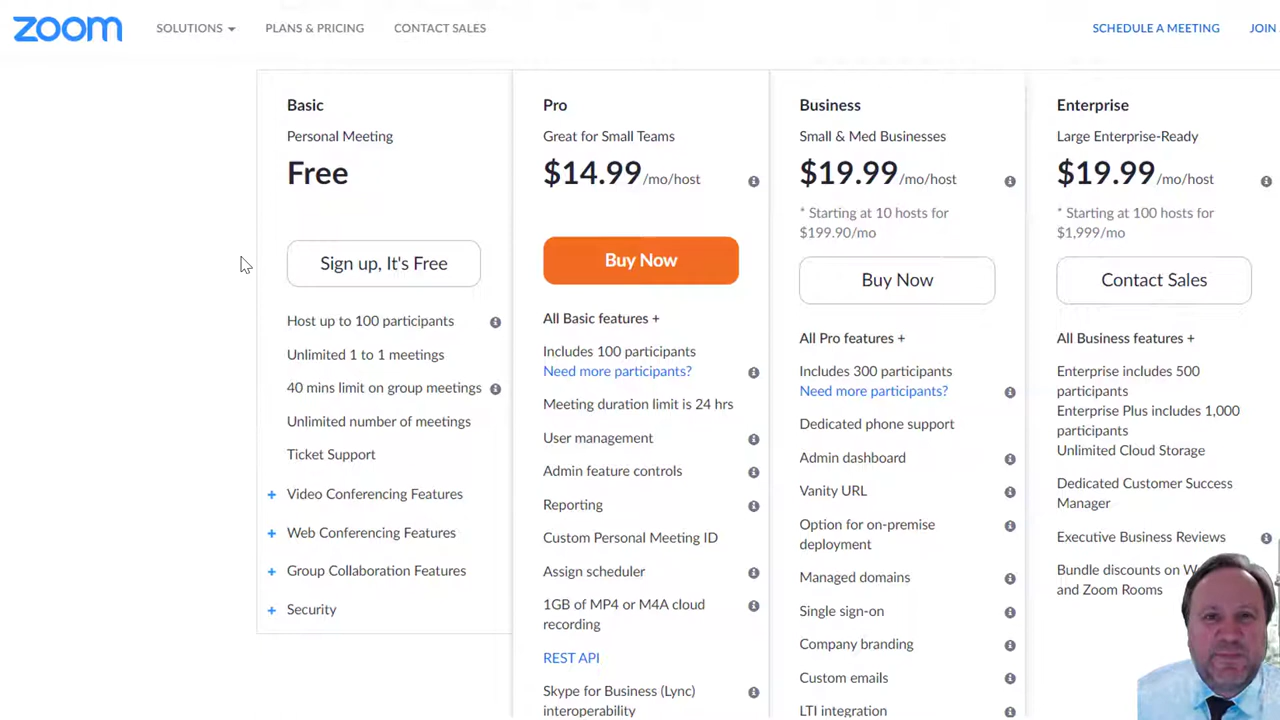 zoom
SOLUTIONS
PLANS & PRICING
CONTACT SALES
SCHEDULE A MEETING
JOIN
Basic
Personal Meeting
Free
Sign up, It's Free
Host up to 100 participants
Unlimited 1 to 1 meetings
40 mins limit on group meetings
Unlimited number of meetings
Ticket Support
+ Video Conferencing Features
+ Web Conferencing Features
+ Group Collaboration Features
+ Security
Pro
Great for Small Teams
$14.99/mo/host
Buy Now
All Basic features +
Includes 100 participants
Need more participants?
Meeting duration limit is 24 hrs
User management
Admin feature controls
Reporting
Custom Personal Meeting ID
Assign scheduler
1GB of MP4 or M4A cloud
recording
REST API
Skype for Business (Lync)
interoperability
Business
Small & Med Businesses
$19.99/mo/host
* Starting at 10 hosts for
$199.90/mo
Buy Now
All Pro features +
Includes 300 participants
Need more participants?
Dedicated phone support
Admin dashboard
Vanity URL
Option for on-premise
deployment
Managed domains
Single sign-on
Company branding
Custom emails
LTI integration
Enterprise
Large Enterprise-Ready
$19.99/mo/host
* Starting at 100 hosts for
$1,999/mo
Contact Sales
All Business features +
Enterprise includes 500
participants
Enterprise Plus includes 1,000
participants
Unlimited Cloud Storage
Dedicated Customer Success
Manager
Executive Business Reviews
Bundle discounts on
and Zoom Rooms